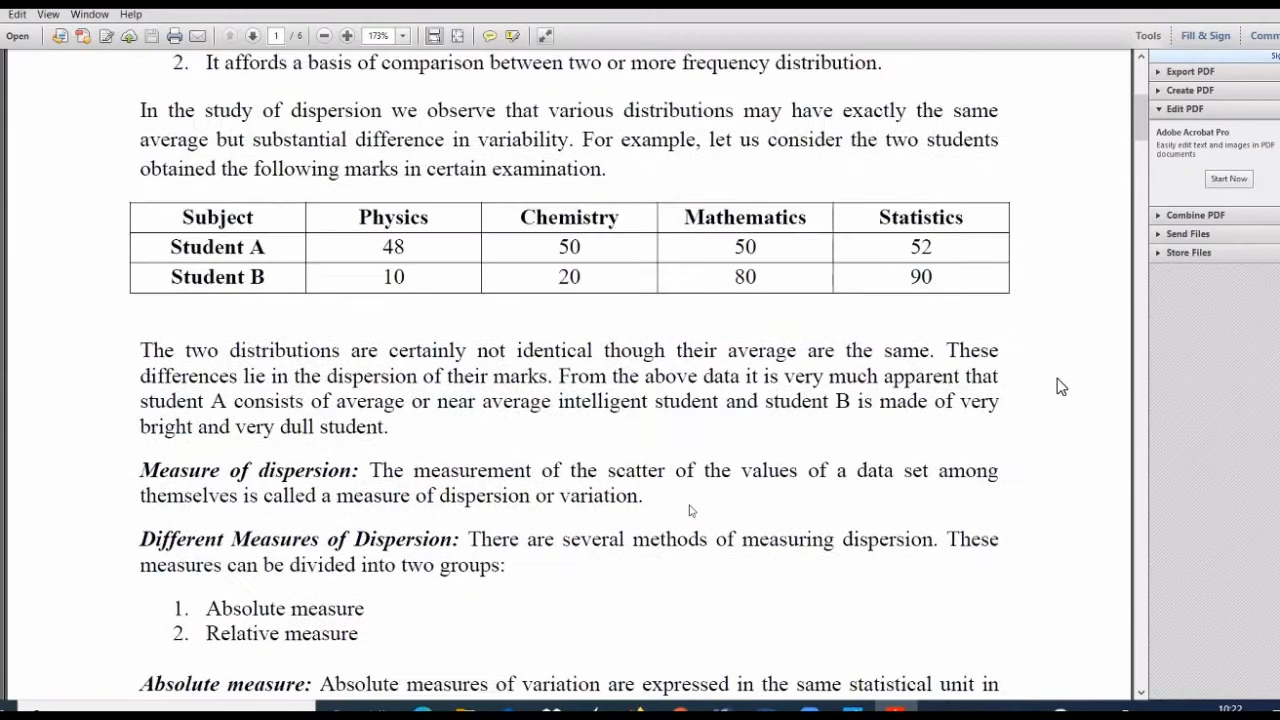 Edit View Window Help
Open 1 / 6 173% Tools Fill & Sign
Export PDF
Create PDF
Edit PDF
Adobe Acrobat Pro
Easily edit text and images in PDF
documents
Start Now
Combine PDF
Send Files
Store Files
2. It affords a basis of comparison between two or more frequency distribution.
In the study of dispersion we observe that various distributions may have exactly the same
average but substantial difference in variability. For example, let us consider the two students
obtained the following marks in certain examination.
Subject Physics Chemistry Mathematics Statistics
Student A 48 50 50 52
Student B 10 20 80 90
The two distributions are certainly not identical though their average are the same. These
differences lie in the dispersion of their marks. From the above data it is very much apparent that
student A consists of average or near average intelligent student and student B is made of very
bright and very dull student.
Measure of dispersion: The measurement of the scatter of the values of a data set among
themselves is called a measure of dispersion or variation.
Different Measures of Dispersion: There are several methods of measuring dispersion. These
measures can be divided into two groups:
1. Absolute measure
2. Relative measure
Absolute measure: Absolute measures of variation are expressed in the same statistical unit in
10:22